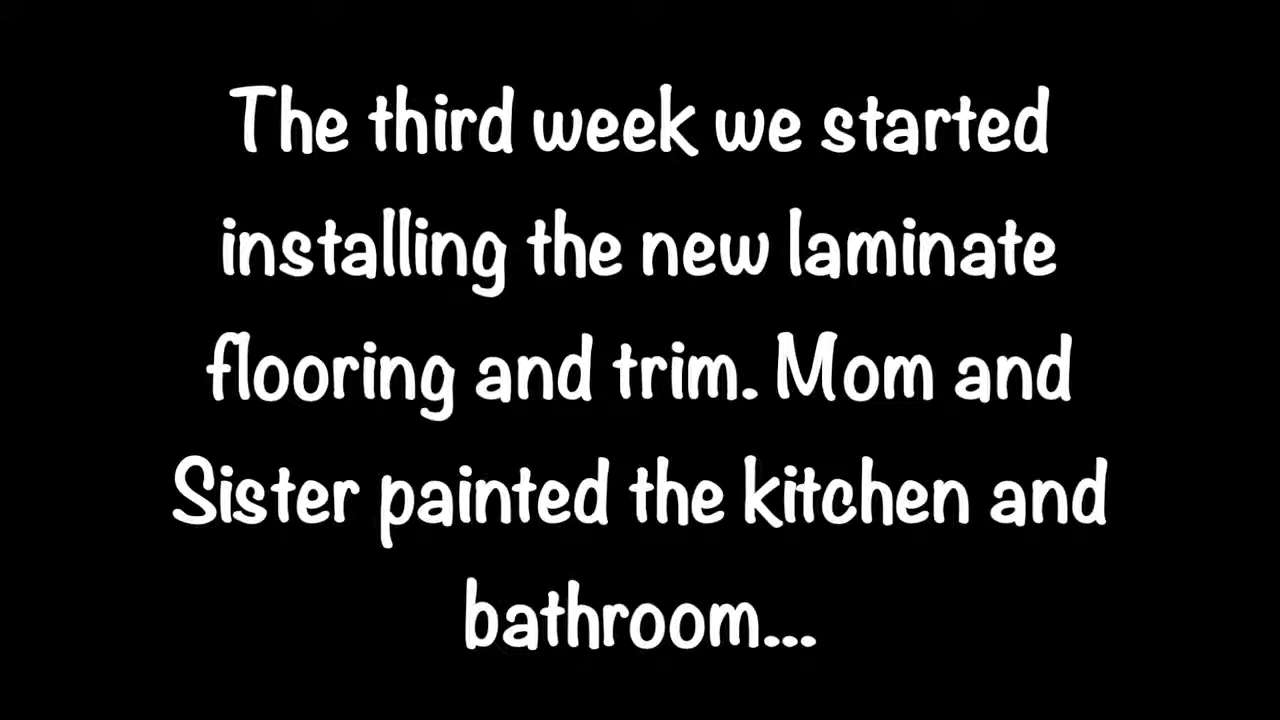 The third week we started
installing the new laminate
flooring and trim. Mom and
Sister painted the kitchen and
bathroom...